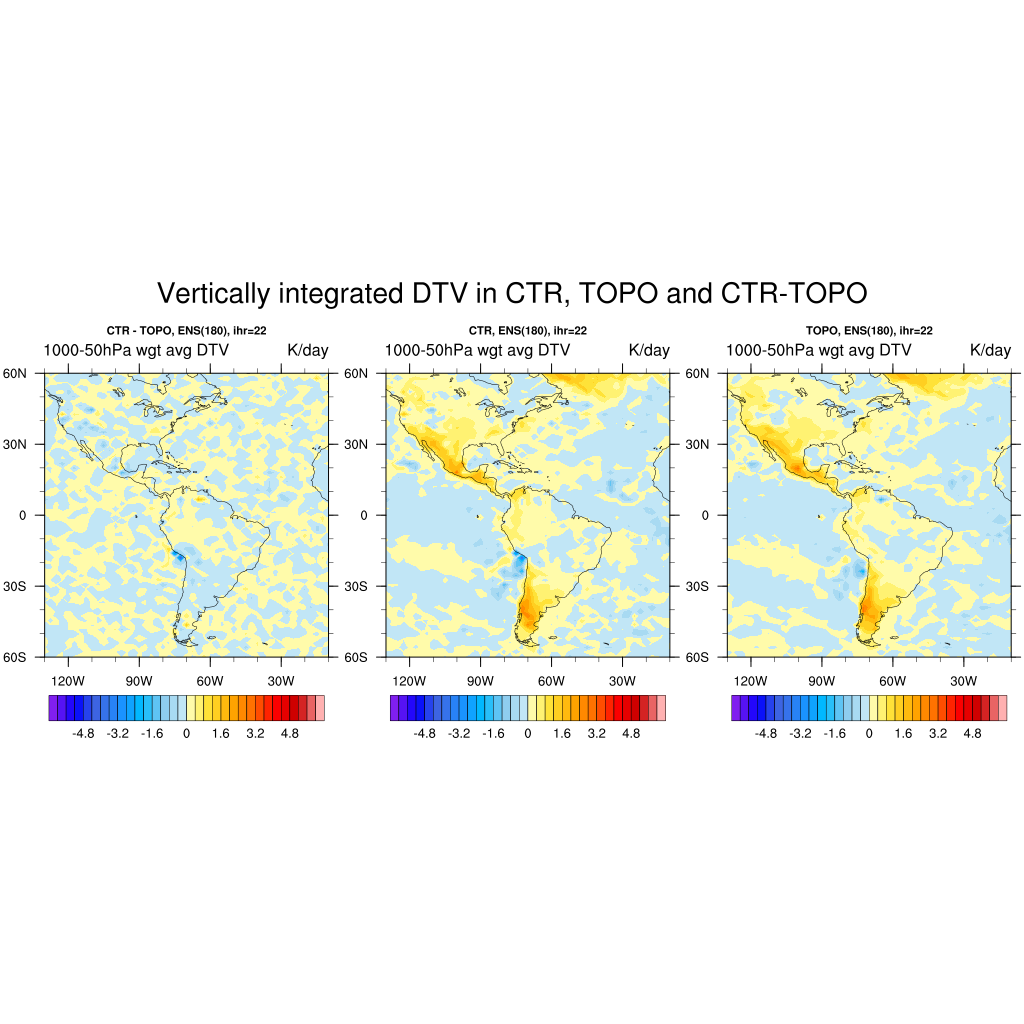 Vertically integrated DTV in CTR, TOPO and CTR-TOPO
CTR - TOPO, ENS(180), ihr=22
1000-50hPa wgt avg DTV K/day
60N
30N
0
30S
60S
120W 90W 60W 30W
-4.8 -3.2 -1.6 0 1.6 3.2 4.8
CTR, ENS(180), ihr=22
1000-50hPa wgt avg DTV K/day
60N
30N
0
30S
60S
120W 90W 60W 30W
-4.8 -3.2 -1.6 0 1.6 3.2 4.8
TOPO, ENS(180), ihr=22
1000-50hPa wgt avg DTV K/day
60N
30N
0
30S
60S
120W 90W 60W 30W
-4.8 -3.2 -1.6 0 1.6 3.2 4.8